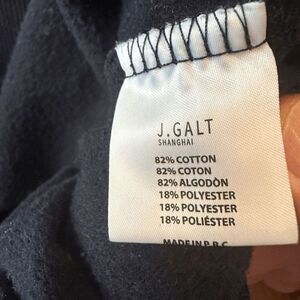 J.GALT
SHANGHAI
82% COTTON
82% COTON
82% ALGODÒN
18% POLYESTER
18% POLYESTER
18% POLIÉSTER
MADE IN P.R.C